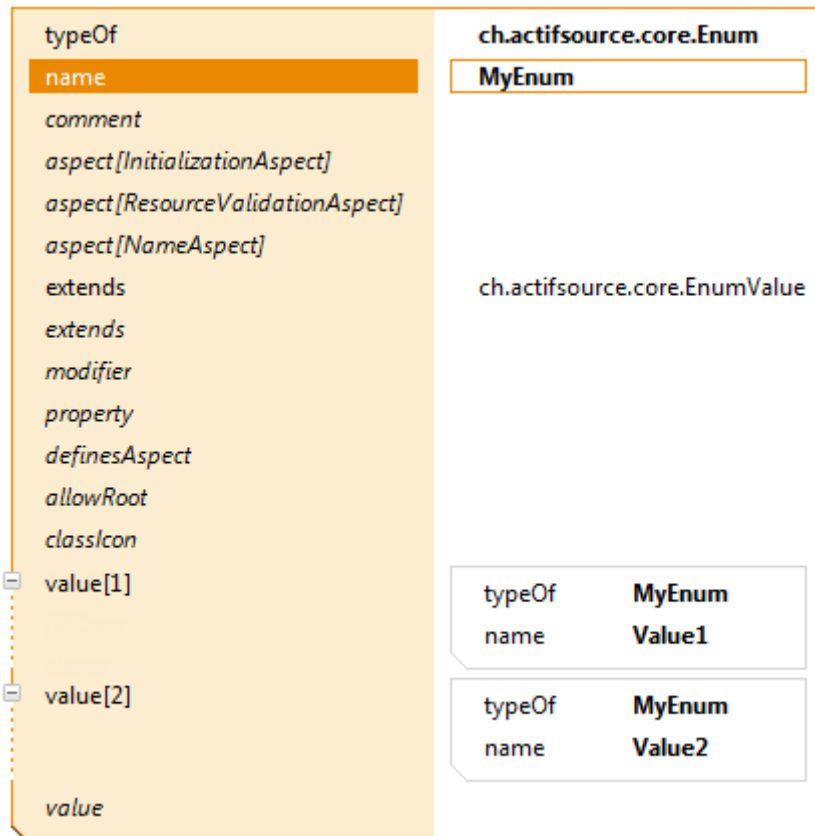 typeOf ch.actifsource.core.Enum
name MyEnum
comment
aspect[InitializationAspect]
aspect[ResourceValidationAspect]
aspect[NameAspect]
extends ch.actifsource.core.EnumValue
extends
modifier
property
definesAspect
allowRoot
classIcon
value[1] typeOf MyEnum
name Value1
value[2] typeOf MyEnum
name Value2
value